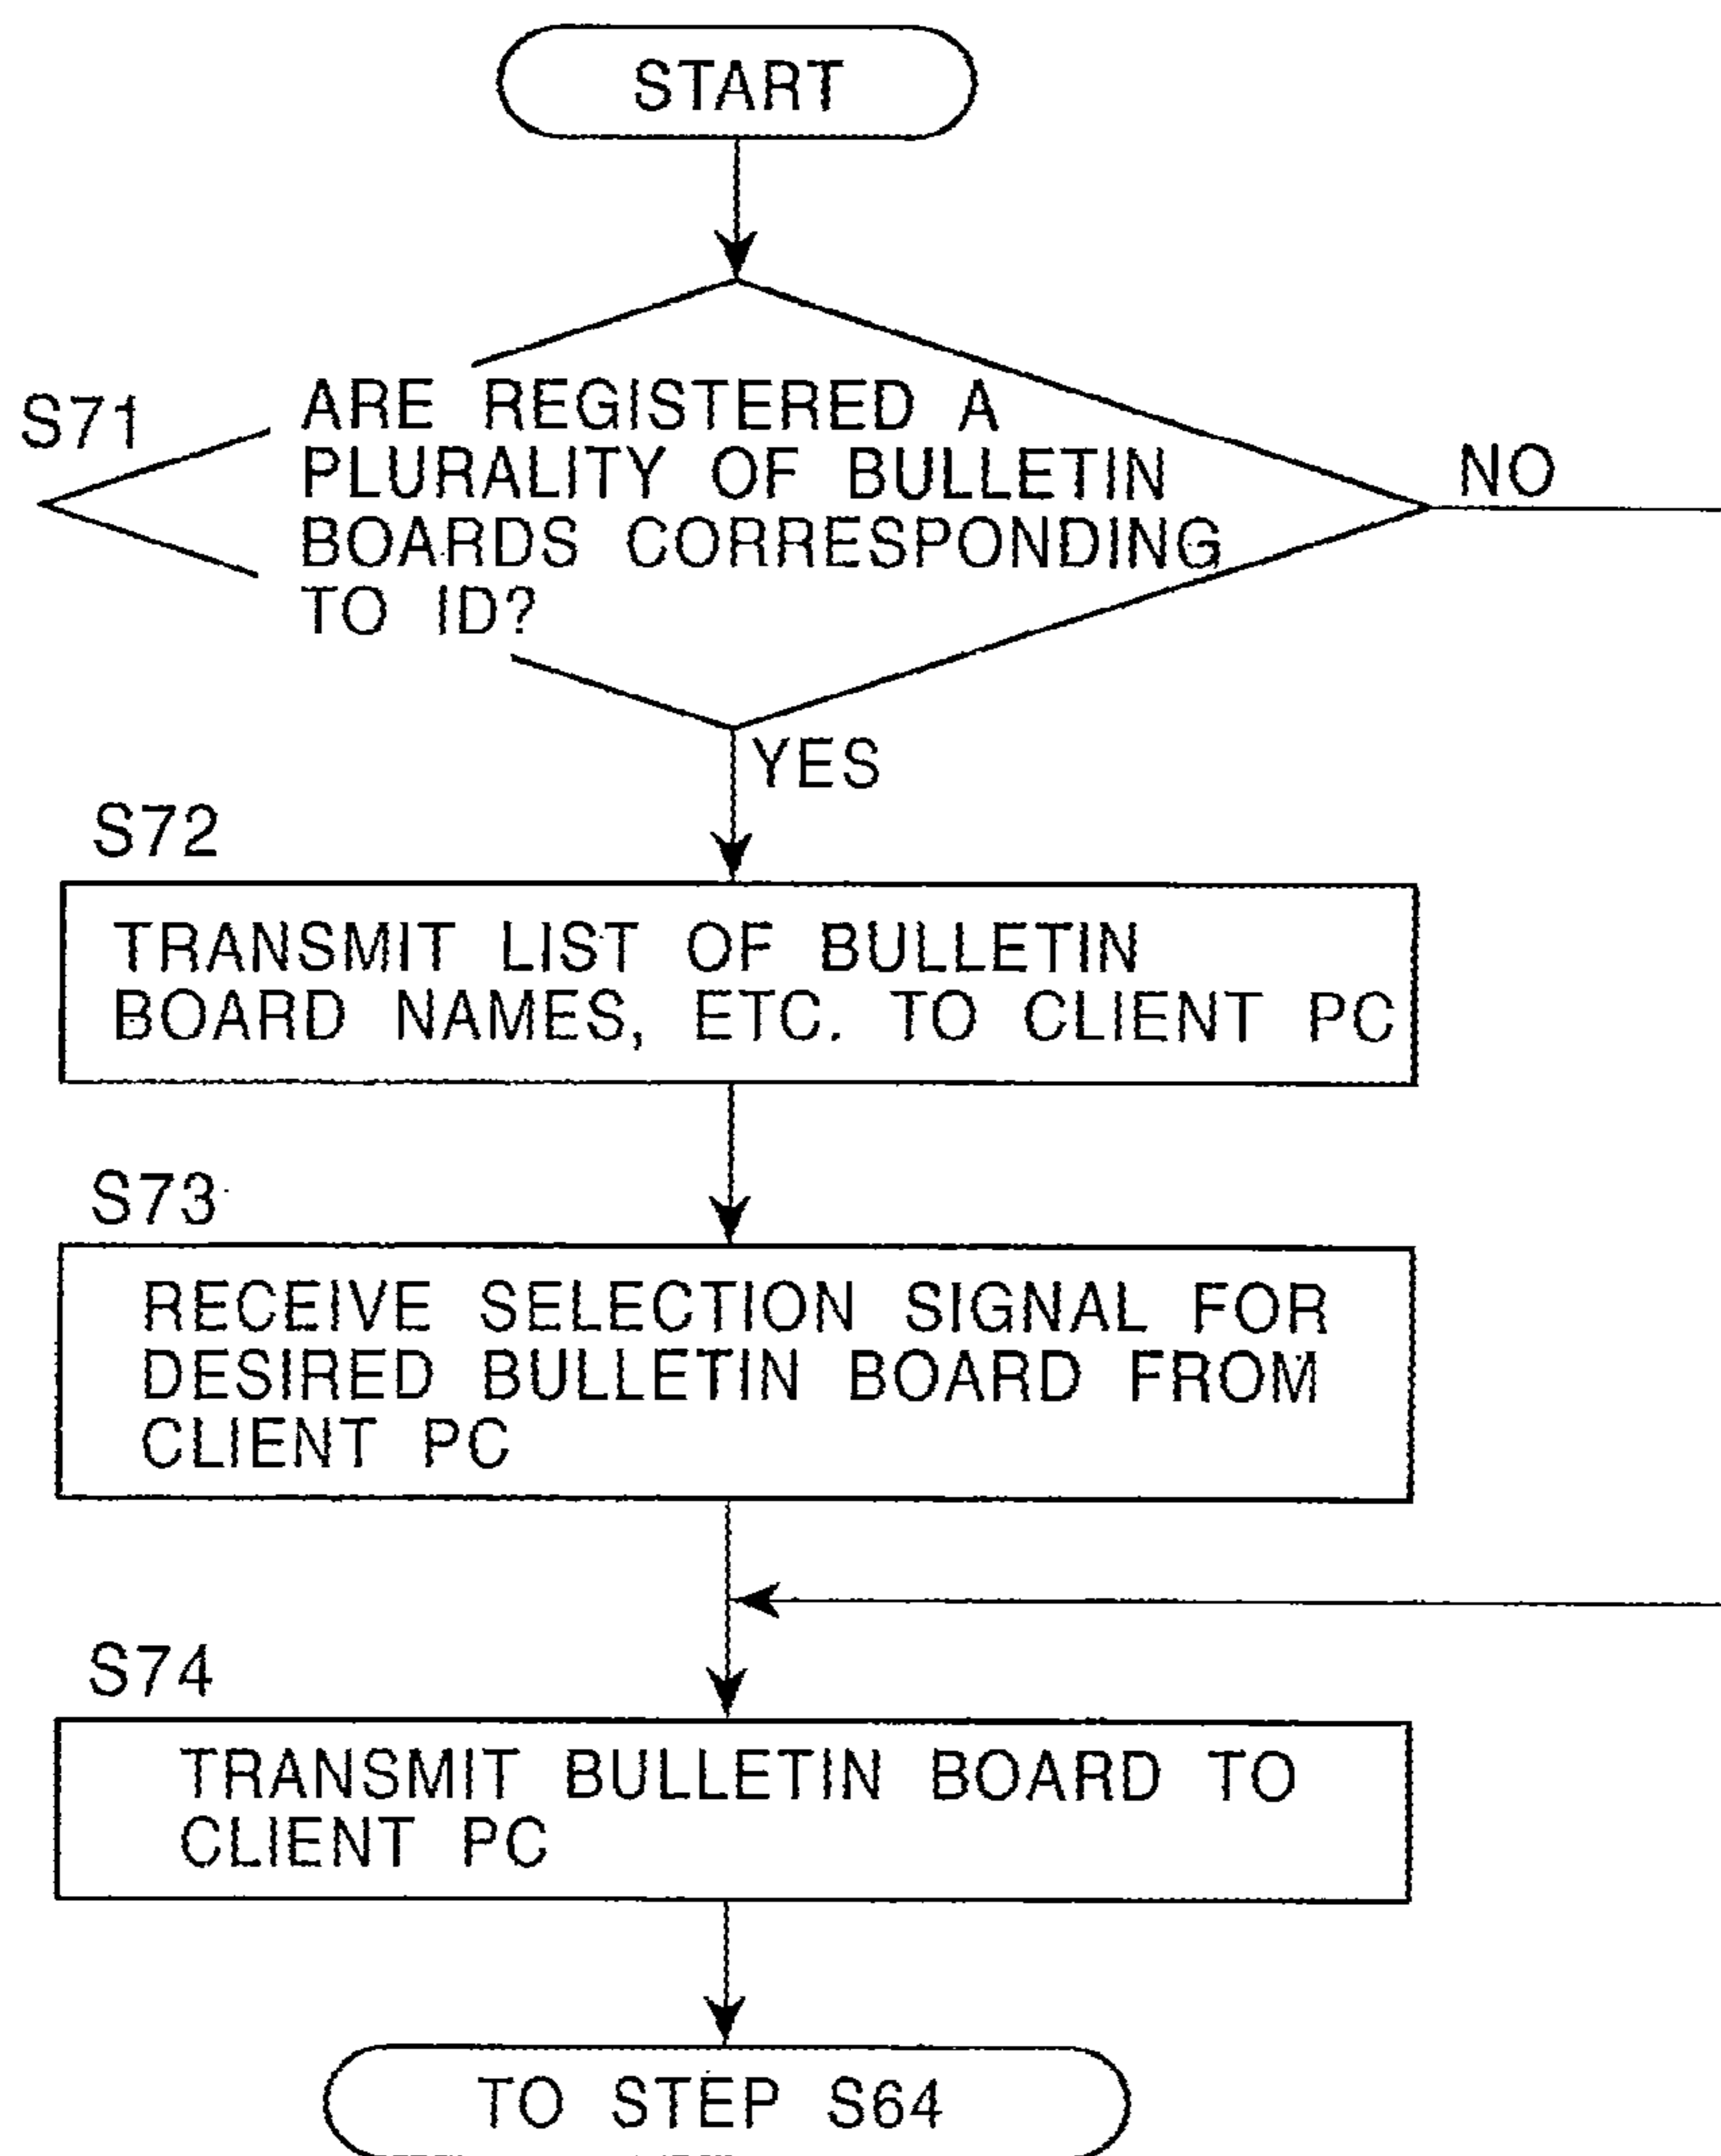 START
S71
ARE REGISTERED A
PLURALITY OF BULLETIN
BOARDS CORRESPONDING
TO ID?
NO
YES
S72
TRANSMIT LIST OF BULLETIN
BOARD NAMES, ETC. TO CLIENT PC
S73
RECEIVE SELECTION SIGNAL FOR
DESIRED BULLETIN BOARD FROM
CLIENT PC
S74
TRANSMIT BULLETIN BOARD TO
CLIENT PC
TO STEP S64